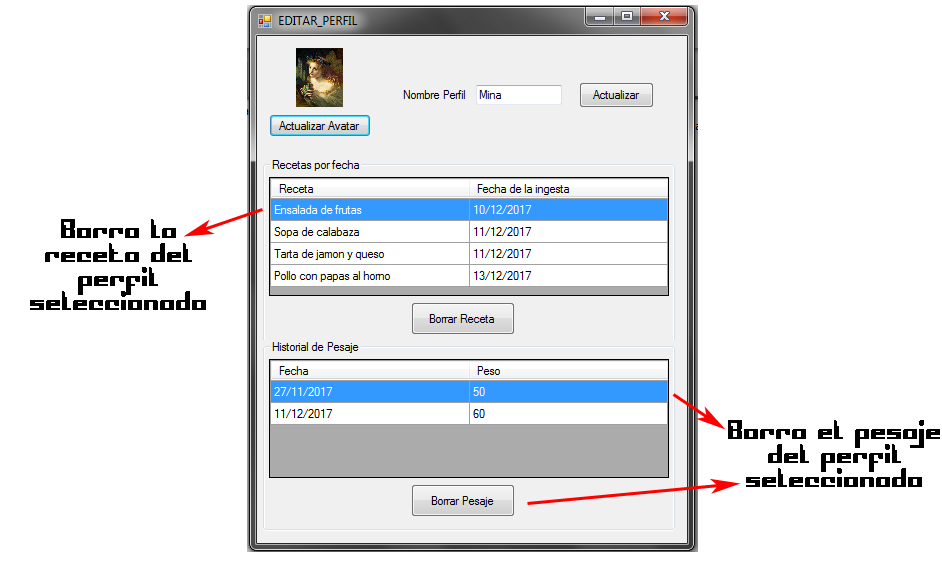 EDITAR_PERFIL
Nombre Perfil Mina Actualizar
Actualizar Avatar
Recetas por fecha
Receta Fecha de la ingesta
Ensalada de frutas 10/12/2017
Sopa de calabaza 11/12/2017
Tarta de jamon y queso 11/12/2017
Pollo con papas al horno 13/12/2017
Borrar Receta
Borra la
receta del
perfil
seleccionado
Historial de Pesaje
Fecha Peso
27/11/2017 50
11/12/2017 60
Borrar Pesaje
Borra el pesaje
del perfil
seleccionado